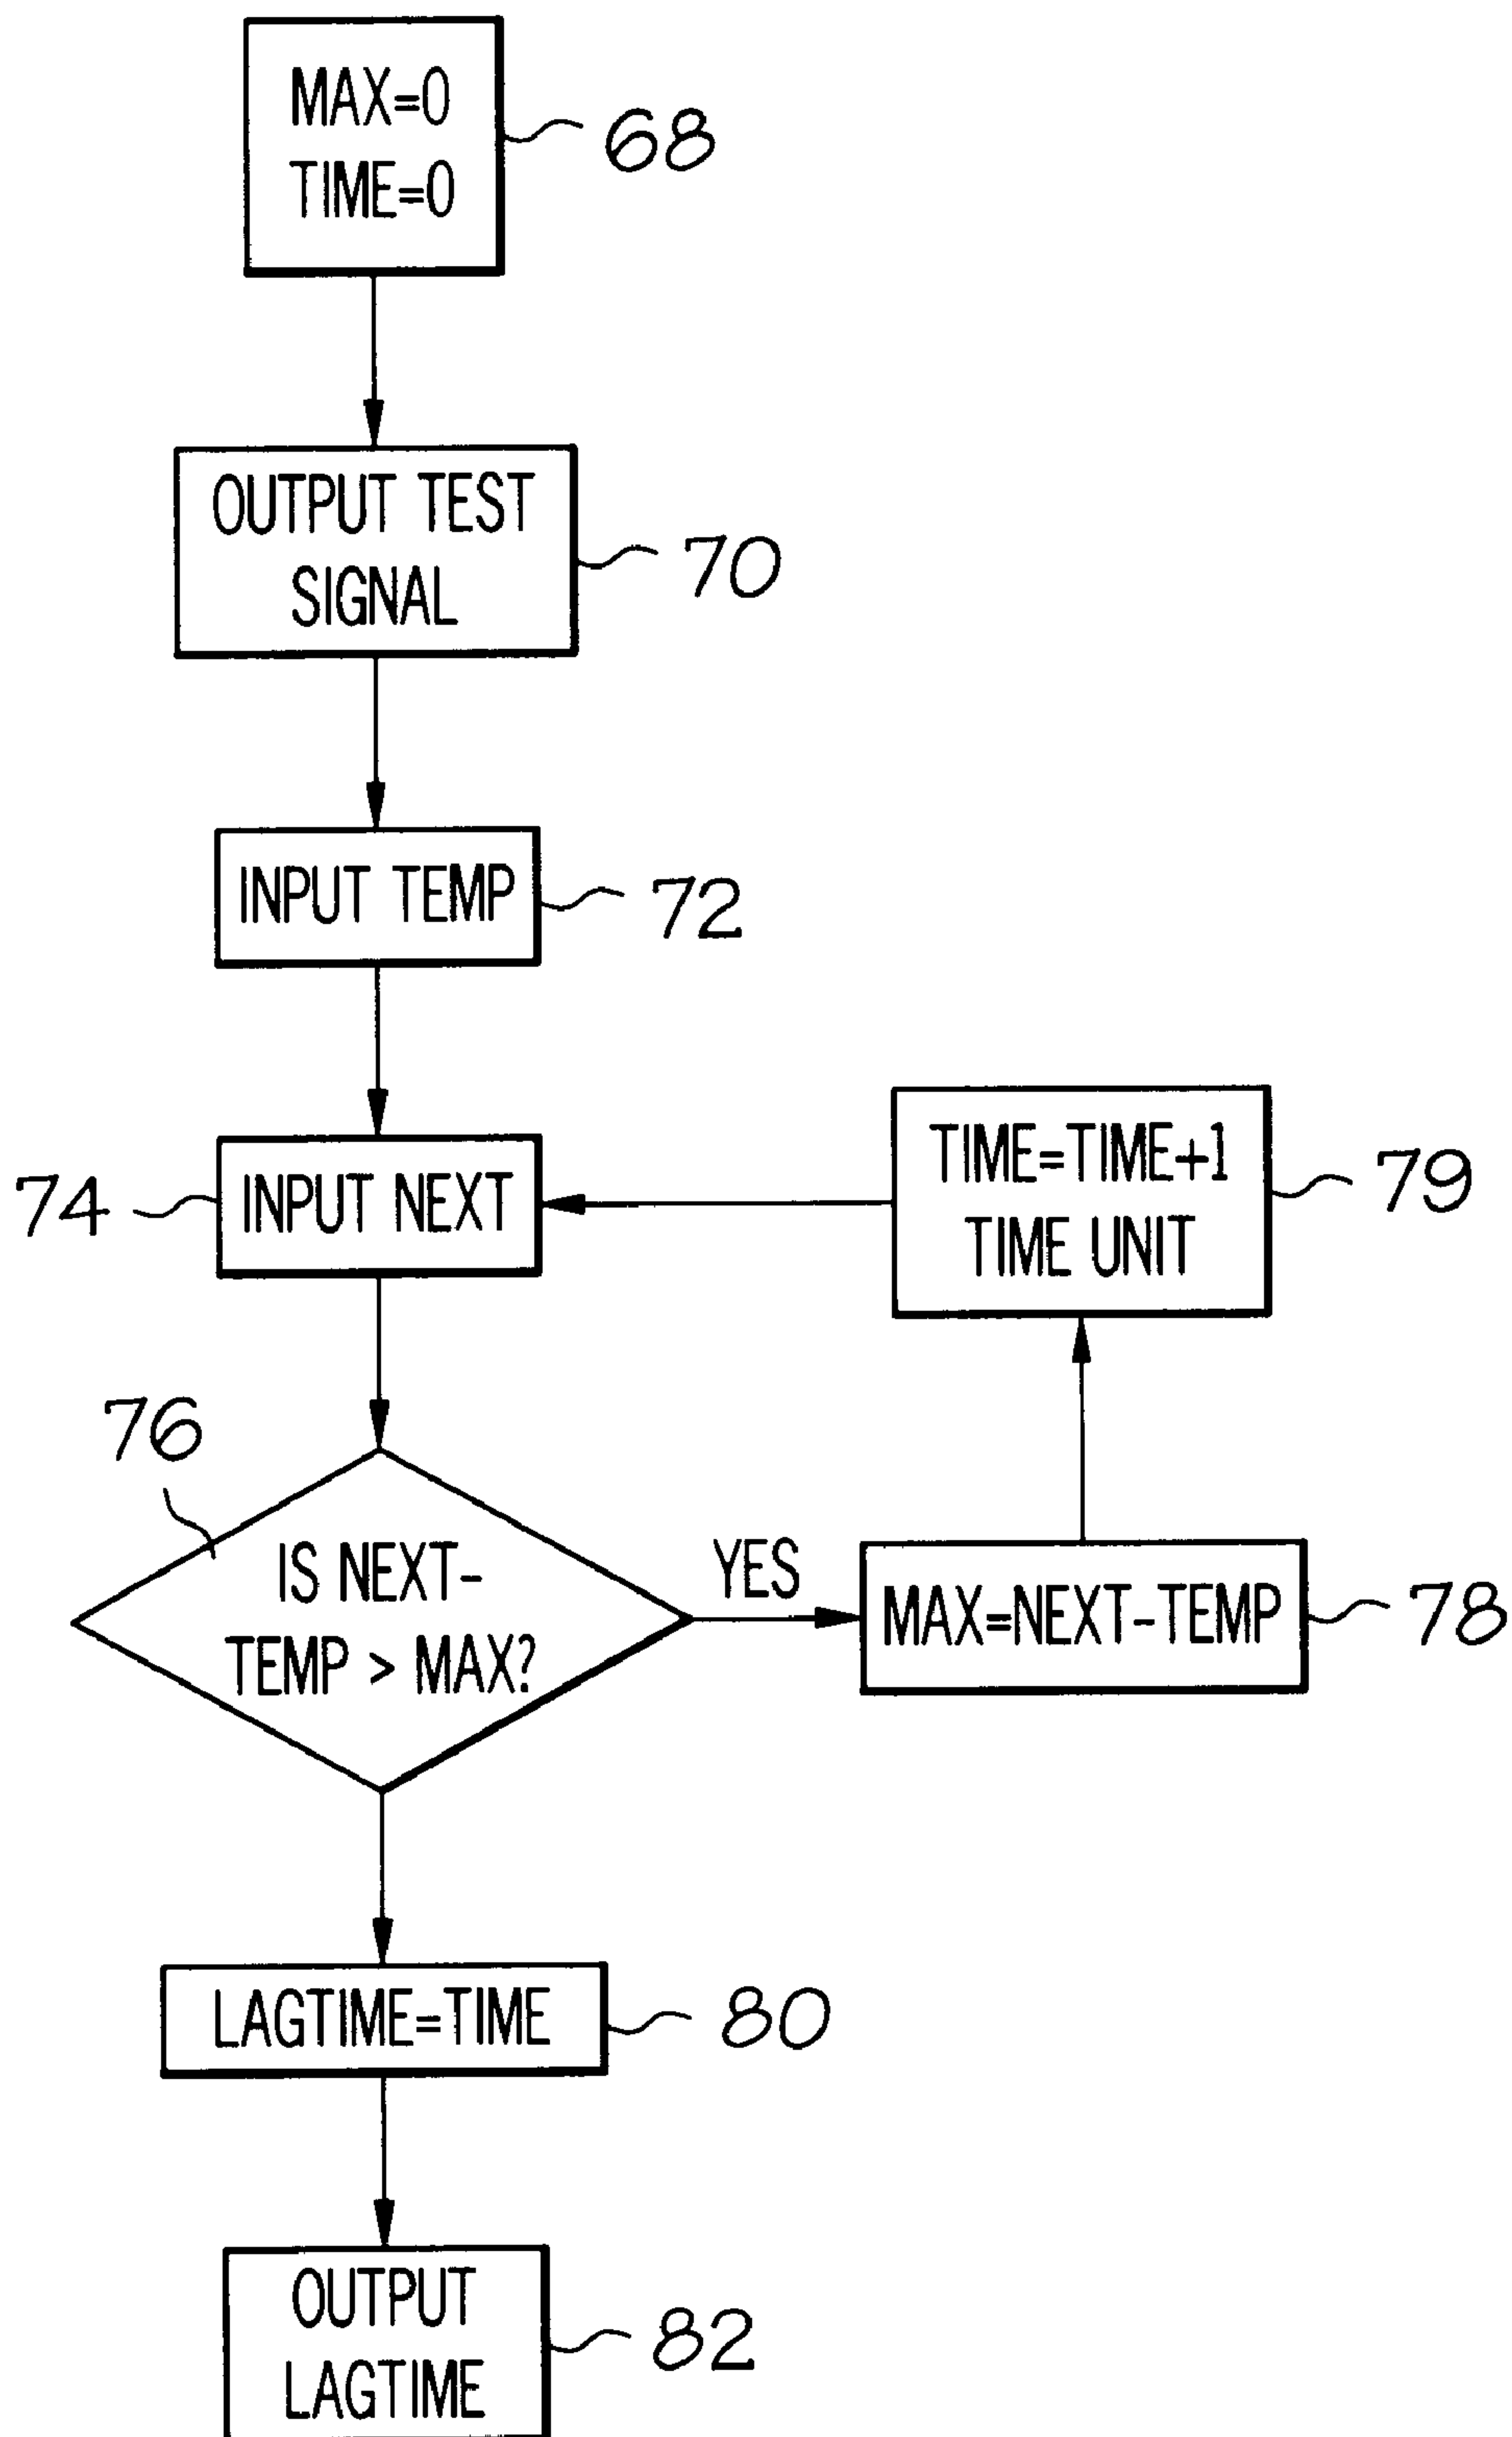 MAX=0
TIME=0
68
OUTPUT TEST
SIGNAL
70
INPUT TEMP
72
74
INPUT NEXT
TIME=TIME+1
TIME UNIT
79
76
IS NEXT-
TEMP > MAX?
YES
MAX=NEXT-TEMP
78
LAGTIME=TIME
80
OUTPUT
LAGTIME
82